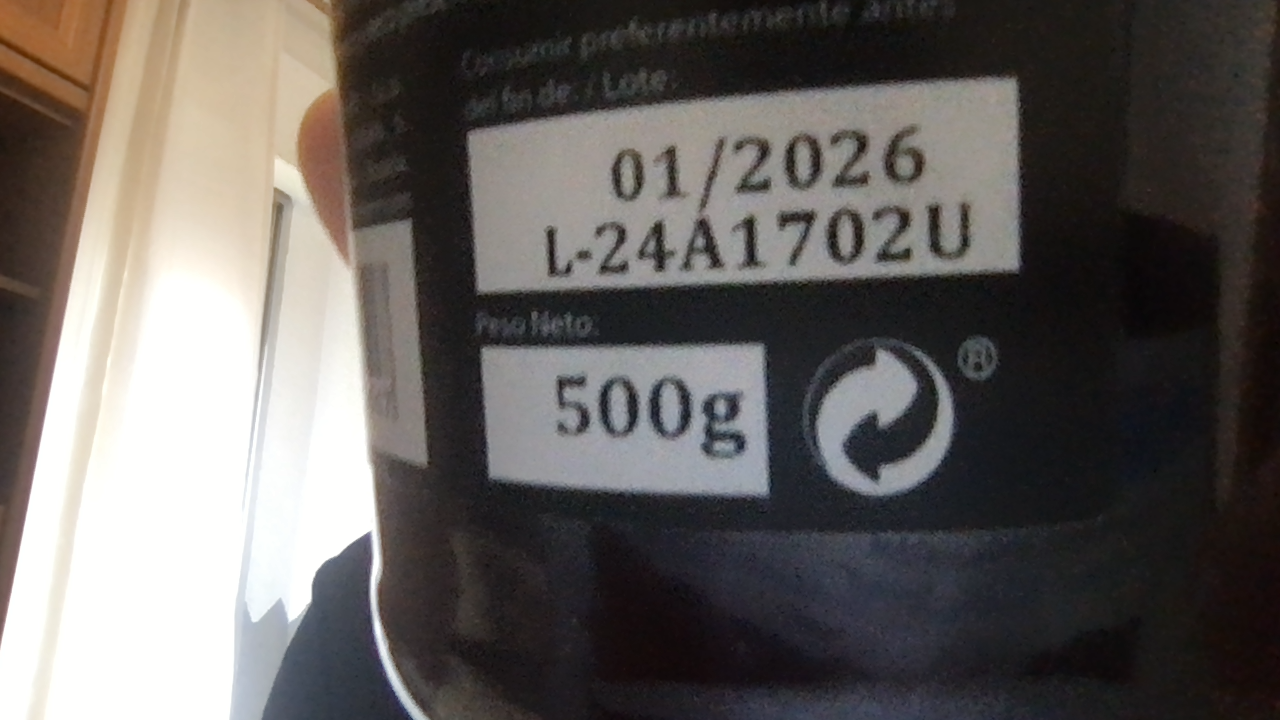 Consumir preferentemente antes
del fin de: / Lote:
01/2026
L-24A1702U
Peso Neto:
500g
®